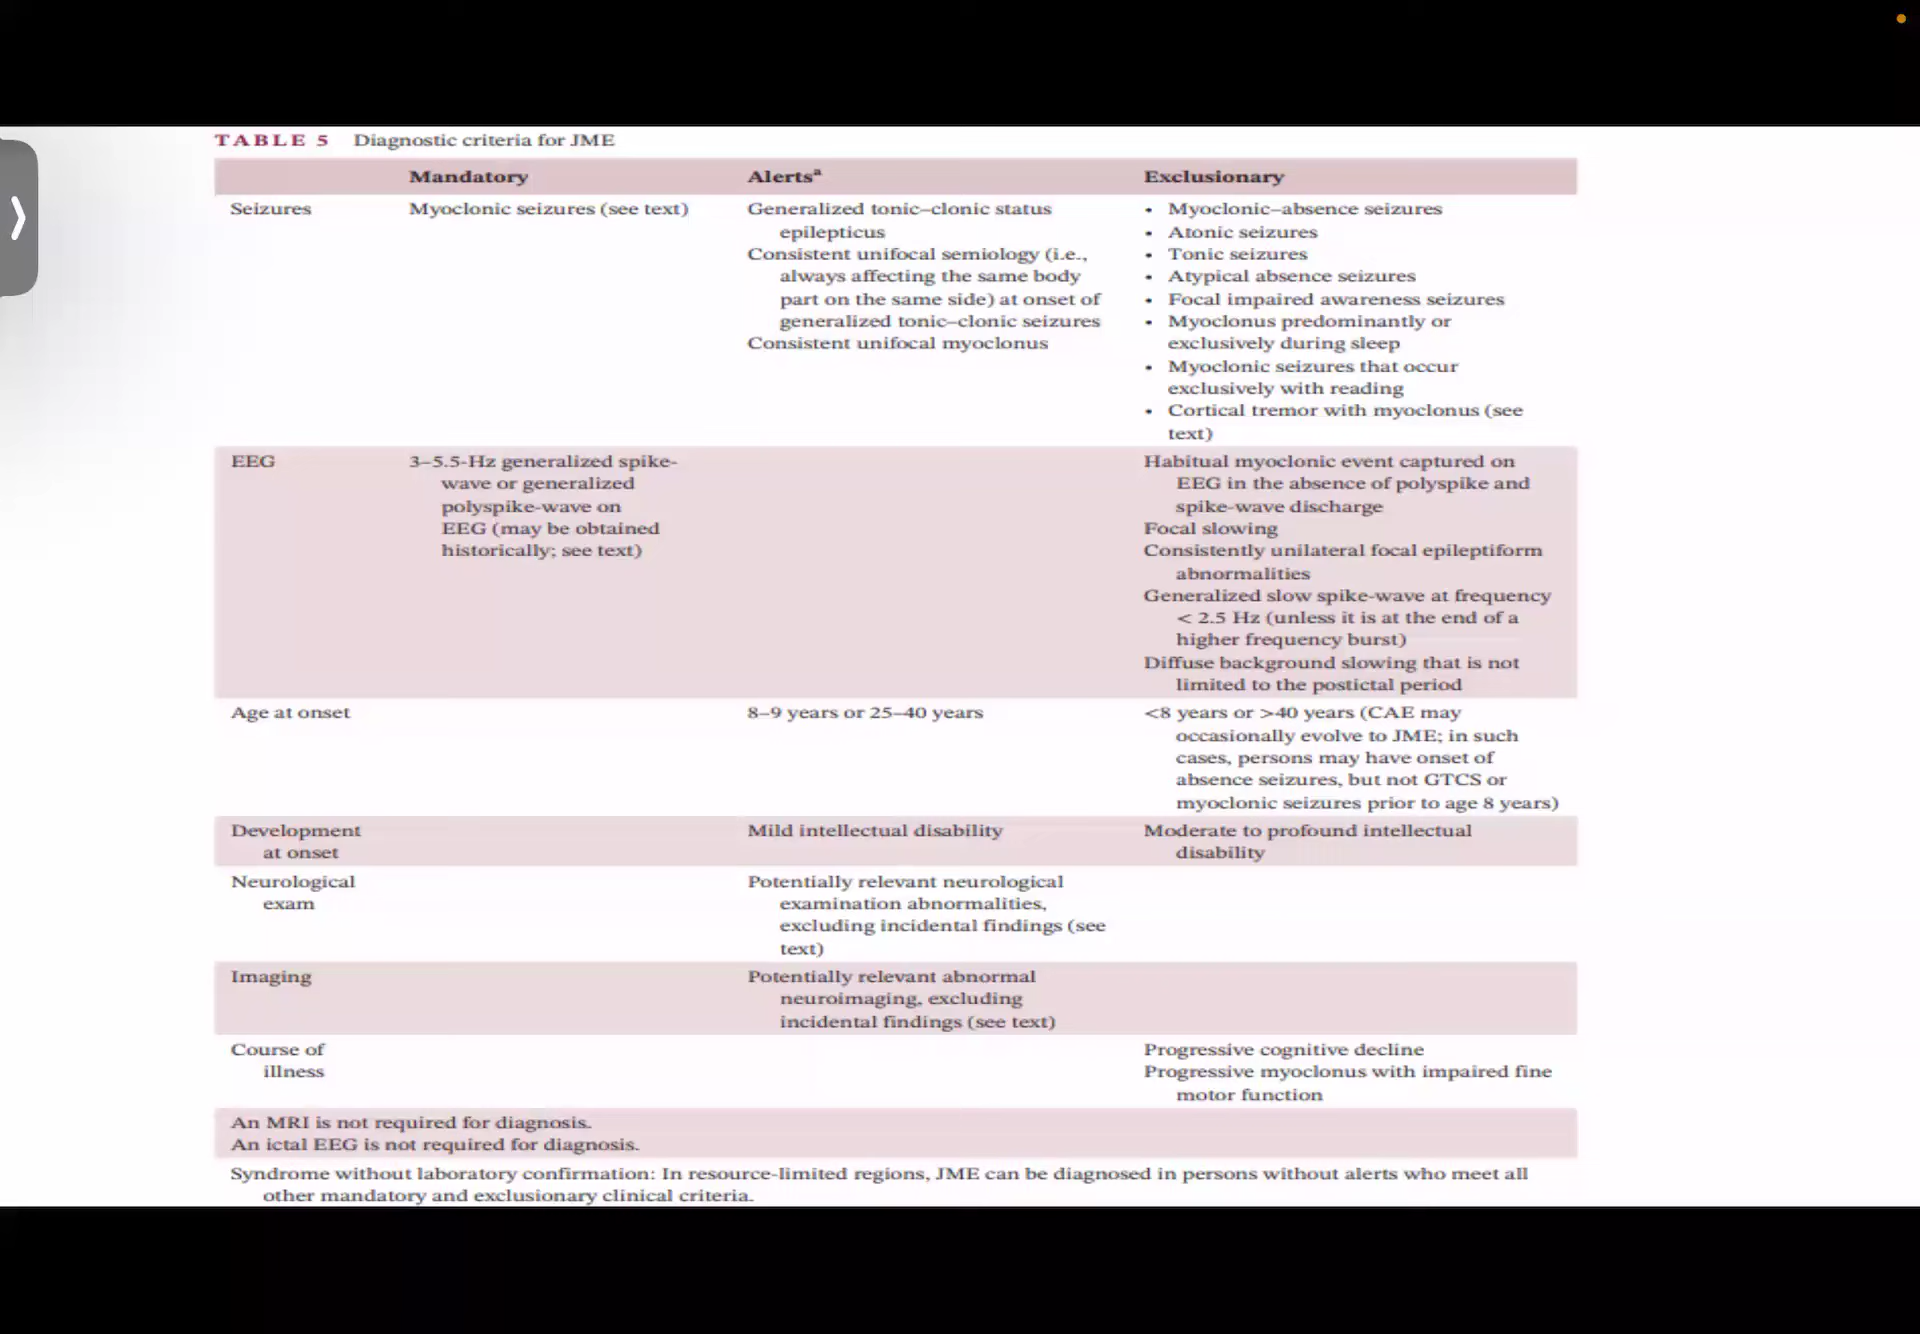 TABLE 5 Diagnostic criteria for JME
Mandatory Alertsᵃ Exclusionary
Seizures
Myoclonic seizures (see text)
Generalized tonic–clonic status
epilepticus
Consistent unifocal semiology (i.e.,
always affecting the same body
part on the same side) at onset of
generalized tonic–clonic seizures
Consistent unifocal myoclonus
• Myoclonic–absence seizures
• Atonic seizures
• Tonic seizures
• Atypical absence seizures
• Focal impaired awareness seizures
• Myoclonus predominantly or
exclusively during sleep
• Myoclonic seizures that occur
exclusively with reading
• Cortical tremor with myoclonus (see
text)
EEG
3–5.5-Hz generalized spike-
wave or generalized
polyspike-wave on
EEG (may be obtained
historically; see text)
Habitual myoclonic event captured on
EEG in the absence of polyspike and
spike-wave discharge
Focal slowing
Consistently unilateral focal epileptiform
abnormalities
Generalized slow spike-wave at frequency
< 2.5 Hz (unless it is at the end of a
higher frequency burst)
Diffuse background slowing that is not
limited to the postictal period
Age at onset
8–9 years or 25–40 years
<8 years or >40 years (CAE may
occasionally evolve to JME; in such
cases, persons may have onset of
absence seizures, but not GTCS or
myoclonic seizures prior to age 8 years)
Development
at onset
Mild intellectual disability
Moderate to profound intellectual
disability
Neurological
exam
Potentially relevant neurological
examination abnormalities,
excluding incidental findings (see
text)
Imaging
Potentially relevant abnormal
neuroimaging, excluding
incidental findings (see text)
Course of
illness
Progressive cognitive decline
Progressive myoclonus with impaired fine
motor function
An MRI is not required for diagnosis.
An ictal EEG is not required for diagnosis.
Syndrome without laboratory confirmation: In resource-limited regions, JME can be diagnosed in persons without alerts who meet all
other mandatory and exclusionary clinical criteria.